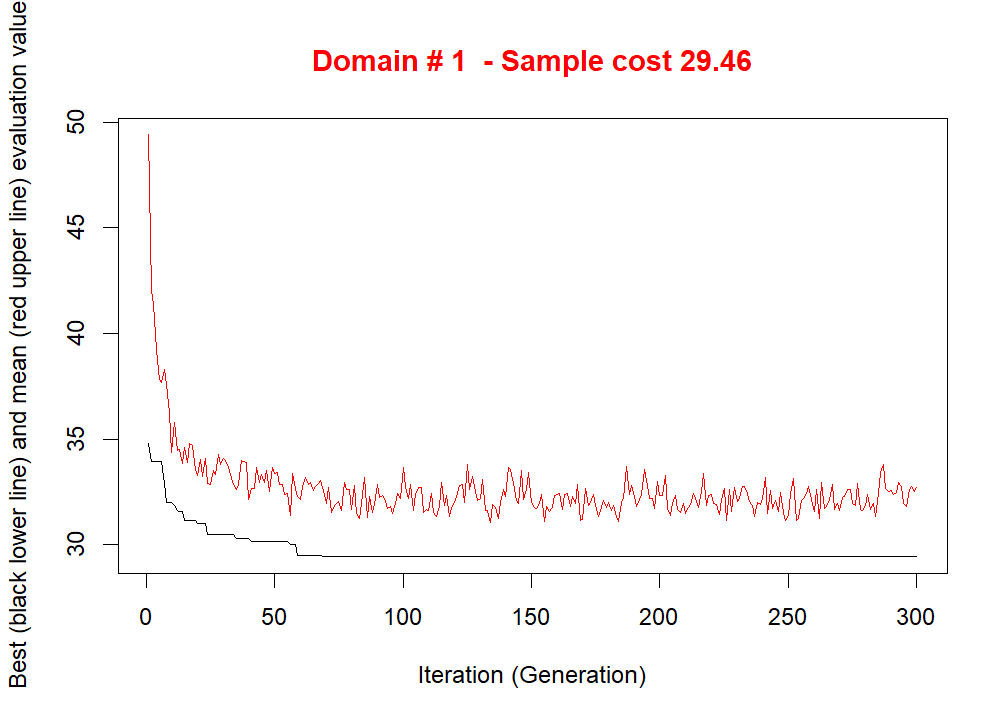 Domain # 1  - Sample cost 29.46
Best (black lower line) and mean (red upper line) evaluation value
50
45
40
35
30
0 50 100 150 200 250 300
Iteration (Generation)